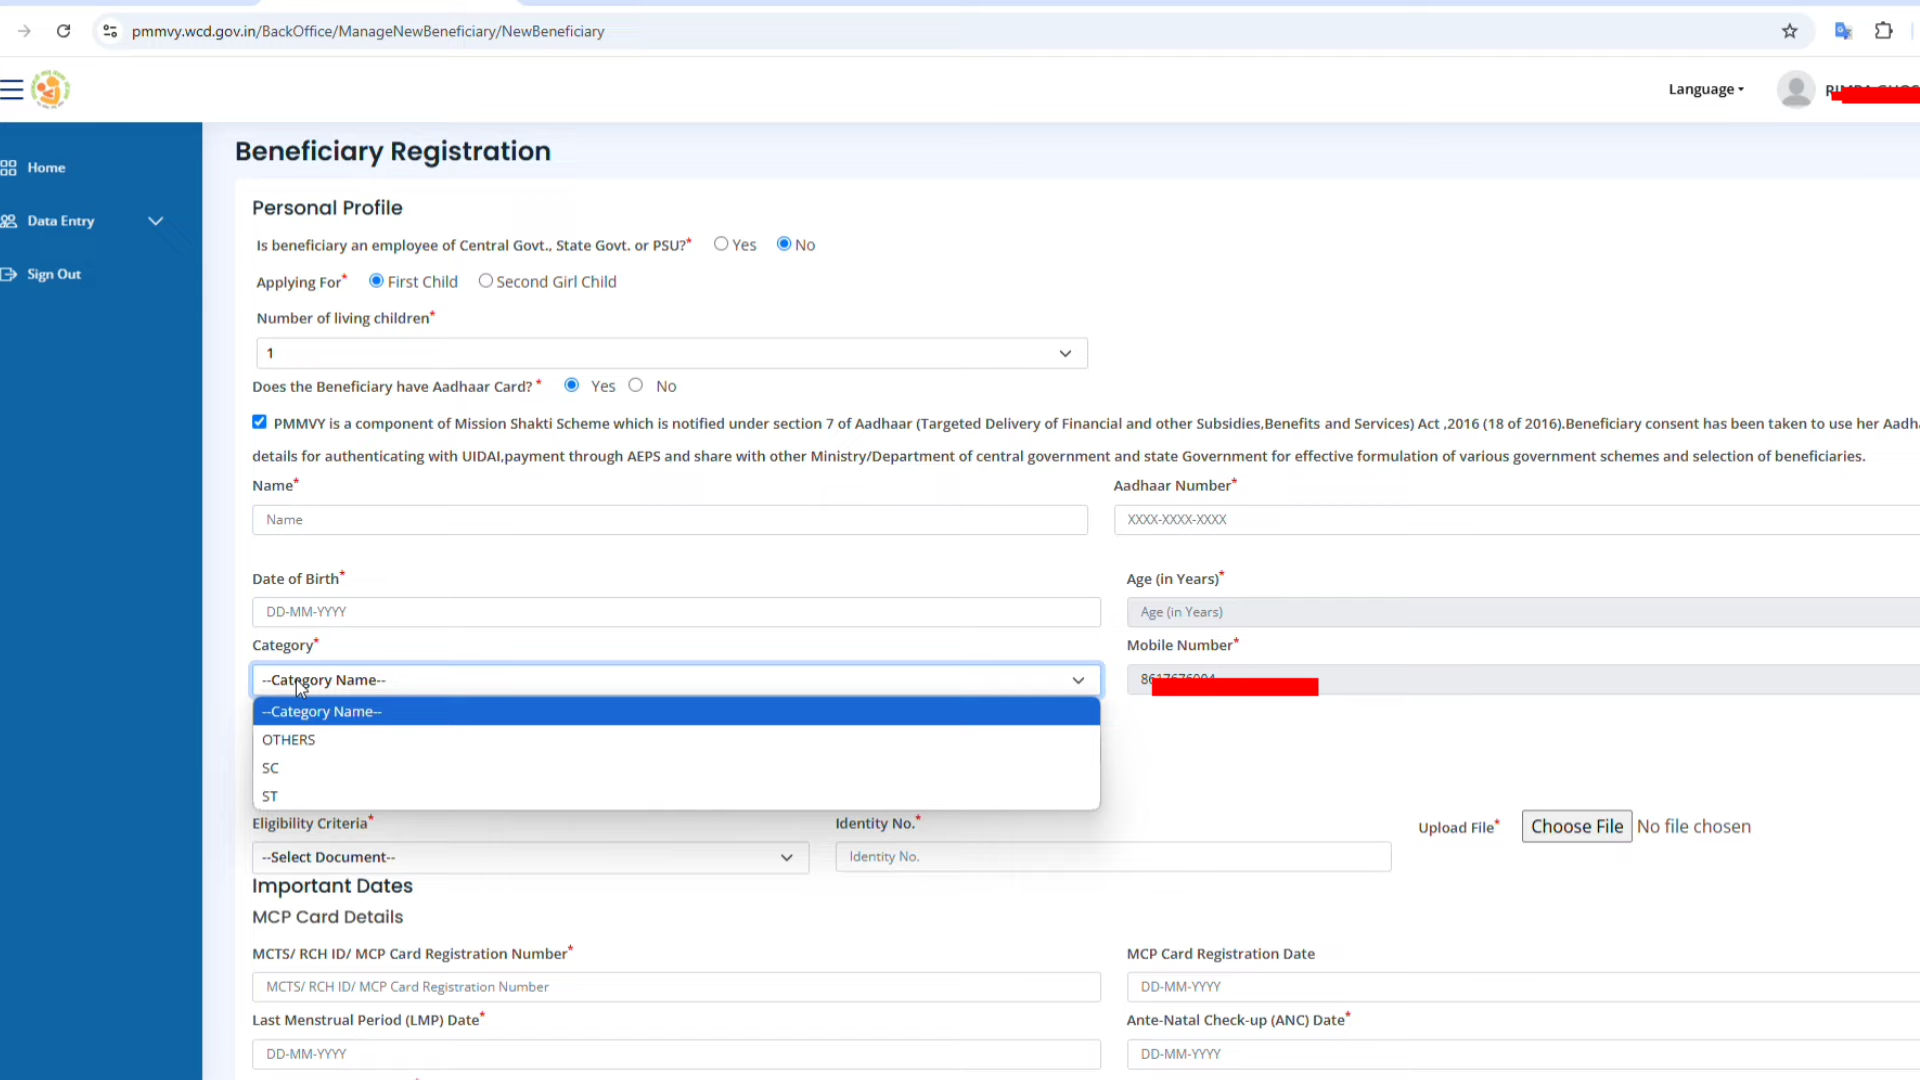 pmmvy.wcd.gov.in/BackOffice/ManageNewBeneficiary/NewBeneficiary
Language
Home
Data Entry
Sign Out
Beneficiary Registration
Personal Profile
Is beneficiary an employee of Central Govt., State Govt. or PSU?* Yes No
Applying For* First Child Second Girl Child
Number of living children*
1
Does the Beneficiary have Aadhaar Card? * Yes No
PMMVY is a component of Mission Shakti Scheme which is notified under section 7 of Aadhaar (Targeted Delivery of Financial and other Subsidies,Benefits and Services) Act ,2016 (18 of 2016).Beneficiary consent has been taken to use her
details for authenticating with UIDAI,payment through AEPS and share with other Ministry/Department of central government and state Government for effective formulation of various government schemes and selection of beneficiaries.
Name* Aadhaar Number*
Name XXXX-XXXX-XXXX
Date of Birth* Age (in Years)*
DD-MM-YYYY Age (in Years)
Category* Mobile Number*
--Category Name--
--Category Name--
OTHERS
SC
ST
Eligibility Criteria* Identity No.* Upload File* Choose File No file chosen
--Select Document-- Identity No.
Important Dates
MCP Card Details
MCTS/ RCH ID/ MCP Card Registration Number* MCP Card Registration Date
MCTS/ RCH ID/ MCP Card Registration Number DD-MM-YYYY
Last Menstrual Period (LMP) Date* Ante-Natal Check-up (ANC) Date*
DD-MM-YYYY DD-MM-YYYY